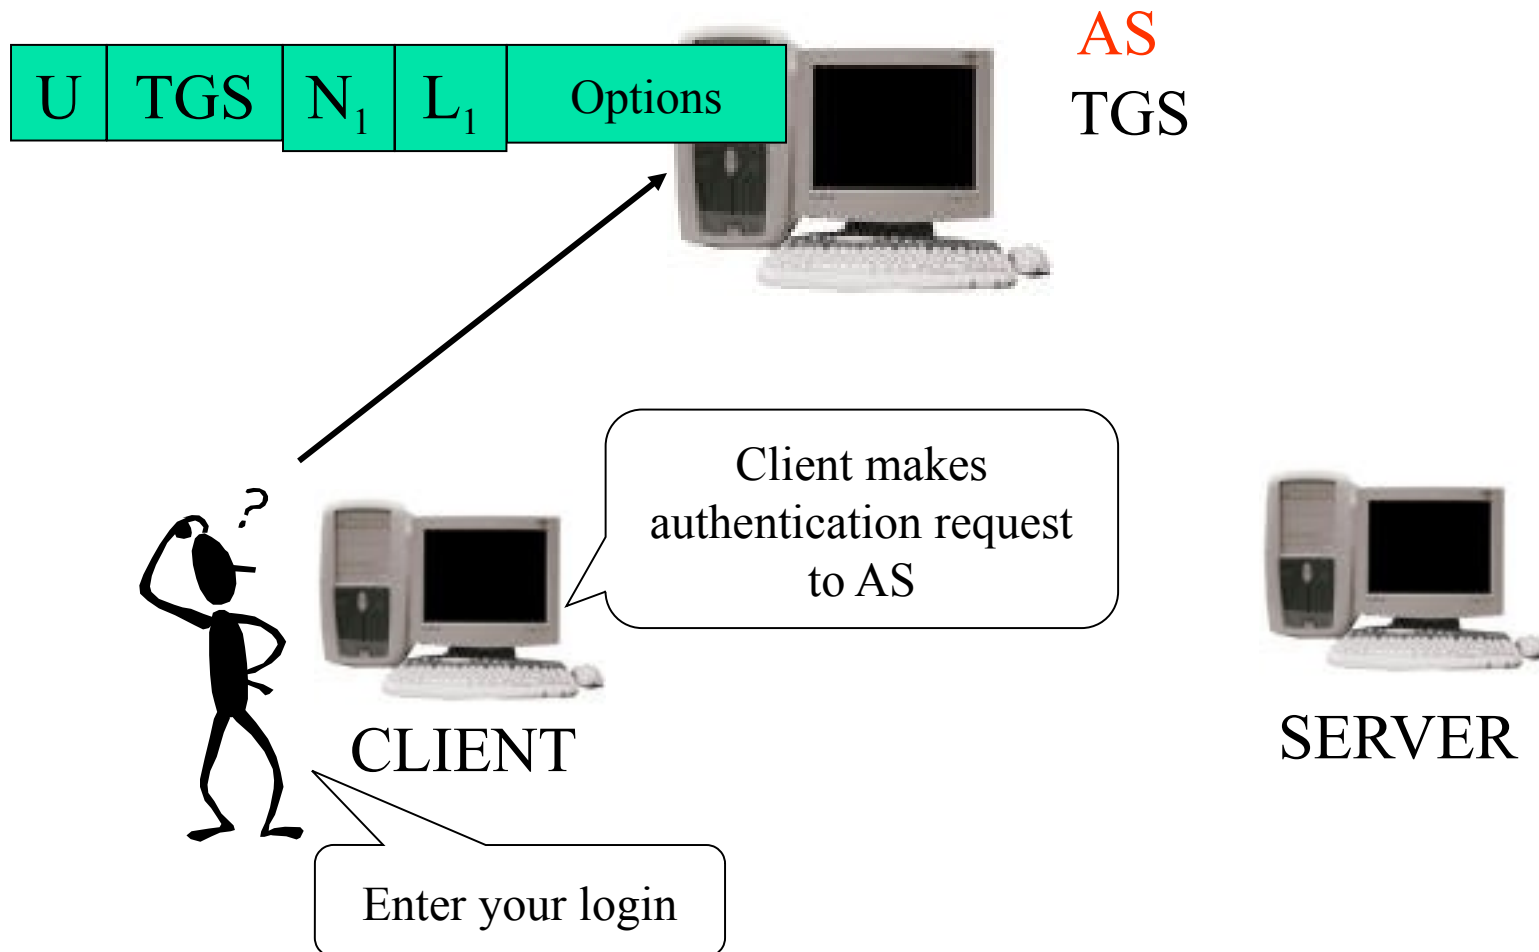 AS
U TGS N₁ L₁ Options
TGS
?
Client makes
authentication request
to AS
CLIENT
SERVER
Enter your login